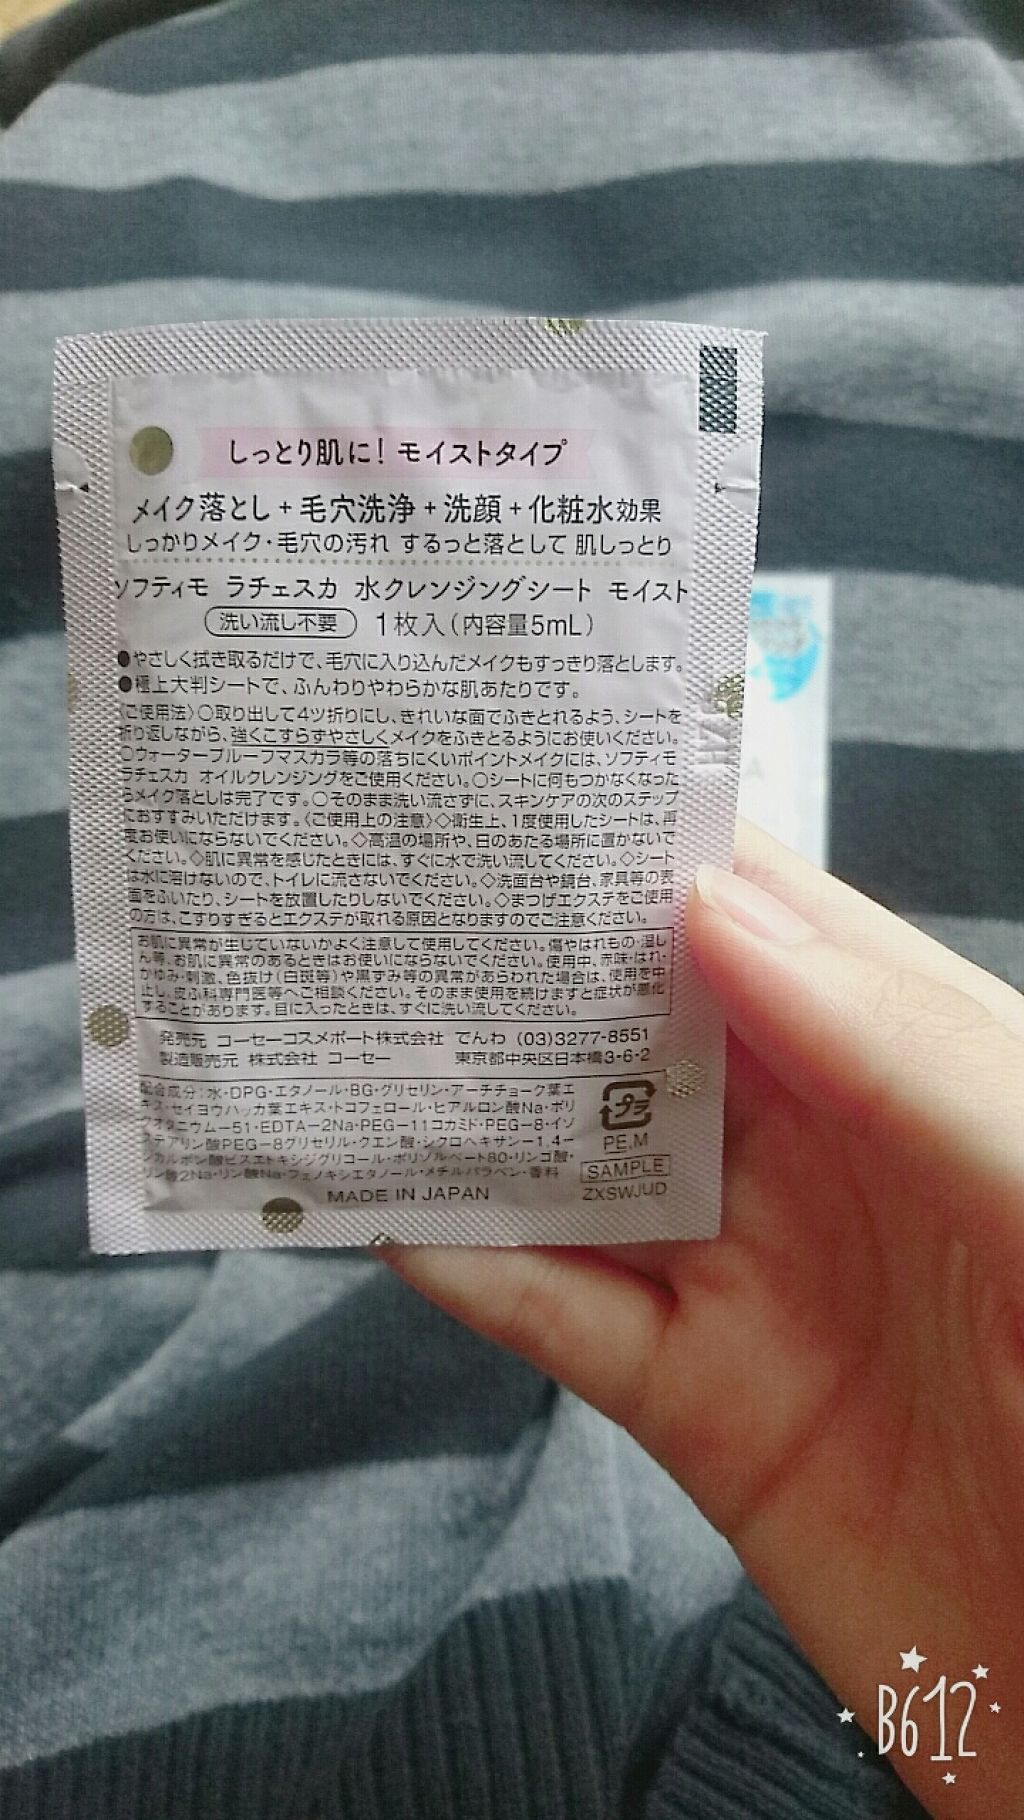 しっとり肌に! モイストタイプ
メイク落とし+毛穴洗浄+洗顔+化粧水効果
しっかりメイク・毛穴の汚れ するっと落として 肌しっとり
ソフティモ ラチェスカ 水クレンジングシート モイスト
洗い流し不要 1枚入(内容量5mL)
●やさしく拭き取るだけで、毛穴に入り込んだメイクもすっきり落とします。
●極上大判シートで、ふんわりやわらかな肌あたりです。
〈ご使用法〉○取り出して4ツ折りにし、きれいな面でふきとれるよう、シートを
折り返しながら、強くこすらずやさしくメイクをふきとるようにお使いください。
○ウォータープルーフマスカラ等の落ちにくいポイントメイクには、ソフティモ
ラチェスカ オイルクレンジングをご使用ください。○シートに何もつかなくなった
らメイク落としは完了です。○そのまま洗い流さずに、スキンケアの次のステップ
におすすみいただけます。〈ご使用上の注意〉◇衛生上、1度使用したシートは、再
度お使いにならないでください。◇高温の場所や、日のあたる場所に置かないで
ください。◇肌に異常を感じたときには、すぐに水で洗い流してください。◇シート
は水に溶けないので、トイレに流さないでください。◇洗面台や鏡台、家具等の表
面をふいたり、シートを放置したりしないでください。◇まつげエクステをご使用
の方は、こすりすぎるとエクステが取れる原因となりますのでご注意ください。
お肌に異常が生じていないかよく注意して使用してください。傷やはれもの・湿し
ん等、お肌に異常のあるときはお使いにならないでください。使用中、赤味・はれ・
かゆみ・刺激、色抜け(白斑等)や黒ずみ等の異常があらわれた場合は、使用を中
止し、皮ふ科専門医等へご相談ください。そのまま使用を続けますと症状が悪化
することがあります。目に入ったときは、すぐに洗い流してください。
発売元 コーセーコスメポート株式会社 でんわ (03)3277-8551
製造販売元 株式会社 コーセー 東京都中央区日本橋3-6-2
配合成分:水・DPG・エタノール・BG・グリセリン・アーチチョーク葉エ
キス・セイヨウハッカ葉エキス・トコフェロール・ヒアルロン酸Na・ポリ
クオタニウム-51・EDTA-2Na・PEG-11コカミド・PEG-8・イソ
ステアリン酸PEG-8グリセリル・クエン酸・シクロヘキサン-1,4-
ジカルボン酸ビスエトキシジグリコール・ポリソルベート80・リンゴ酸・
リン酸2Na・リン酸Na・フェノキシエタノール・メチルパラベン・香料
プラ
PE,M
SAMPLE
ZXSWJUD
MADE IN JAPAN
B612